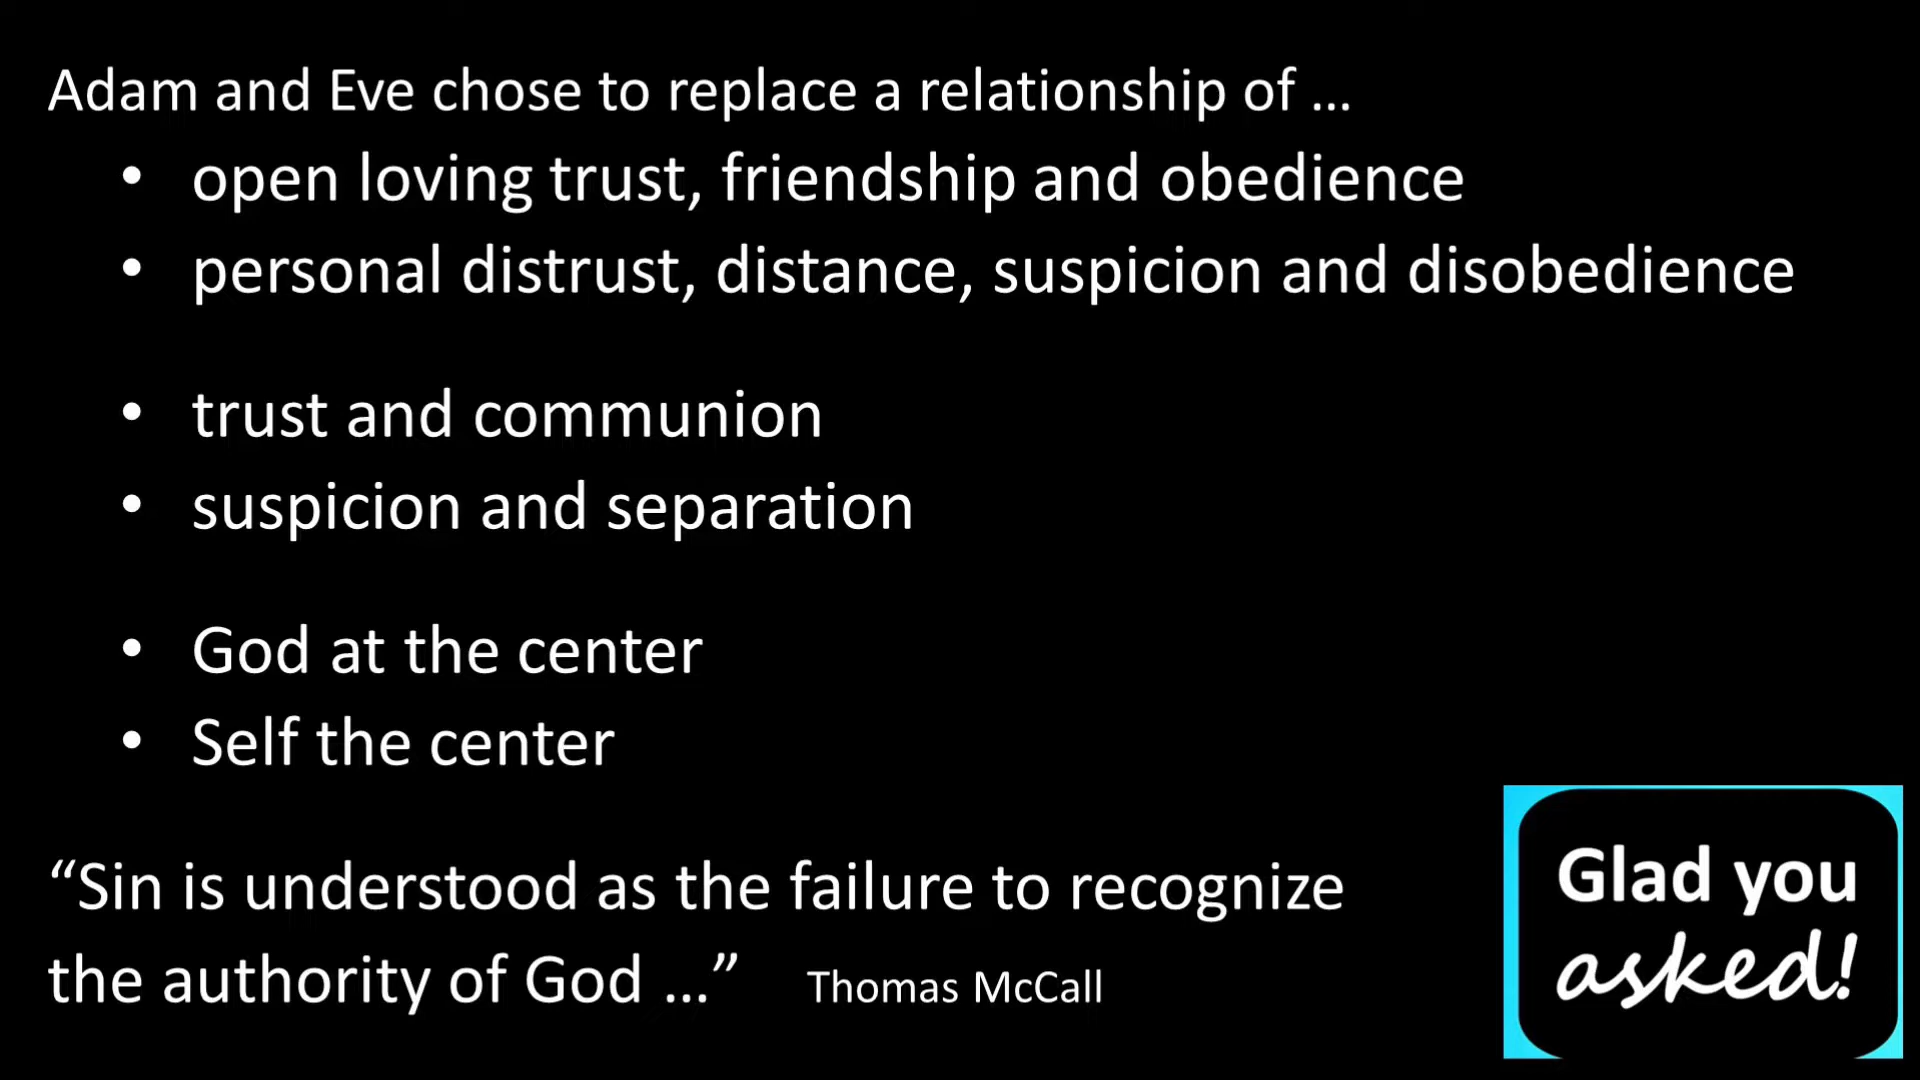 Adam and Eve chose to replace a relationship of ...
• open loving trust, friendship and obedience
• personal distrust, distance, suspicion and disobedience
• trust and communion
• suspicion and separation
• God at the center
• Self the center
“Sin is understood as the failure to recognize
the authority of God ...” Thomas McCall
Glad you
asked!